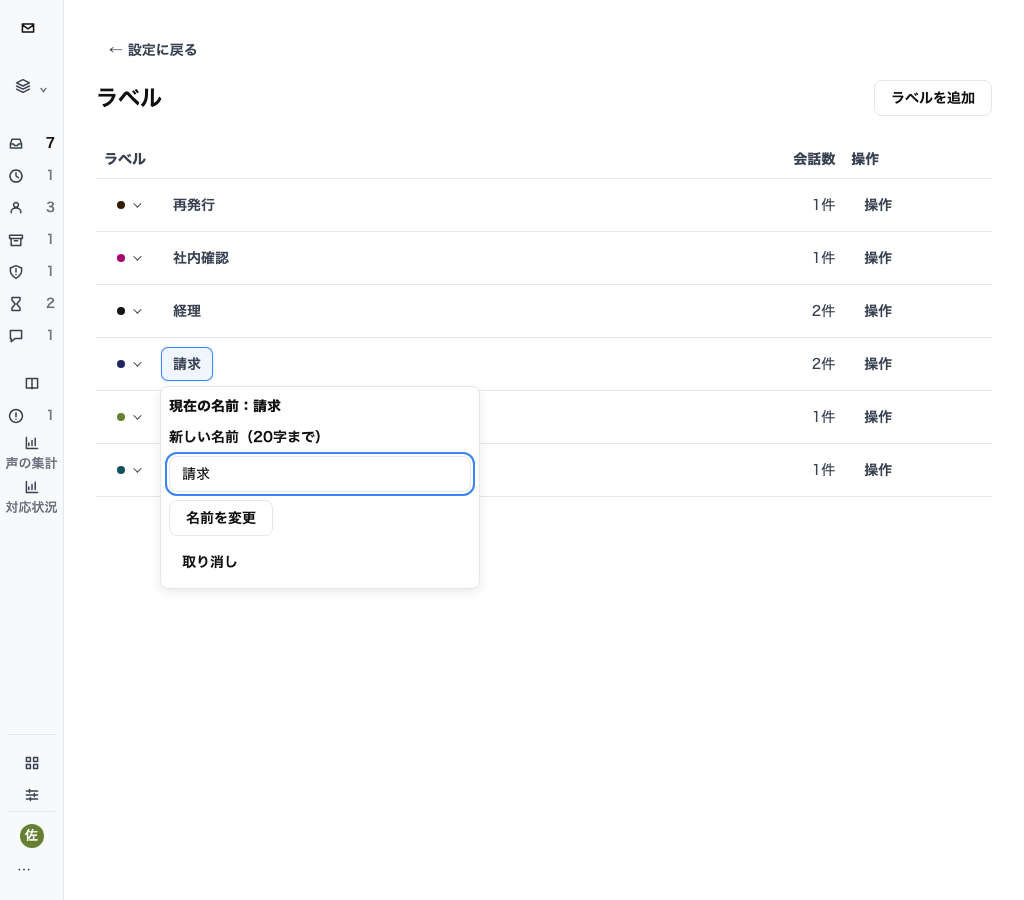 ← 設定に戻る
ラベル
ラベルを追加
7
1
3
1
1
2
1
1
声の集計
対応状況
佐
…
ラベル 会話数 操作
再発行 1件 操作
社内確認 1件 操作
経理 2件 操作
請求 2件 操作
1件 操作
1件 操作
現在の名前：請求
新しい名前（20字まで）
請求
名前を変更
取り消し